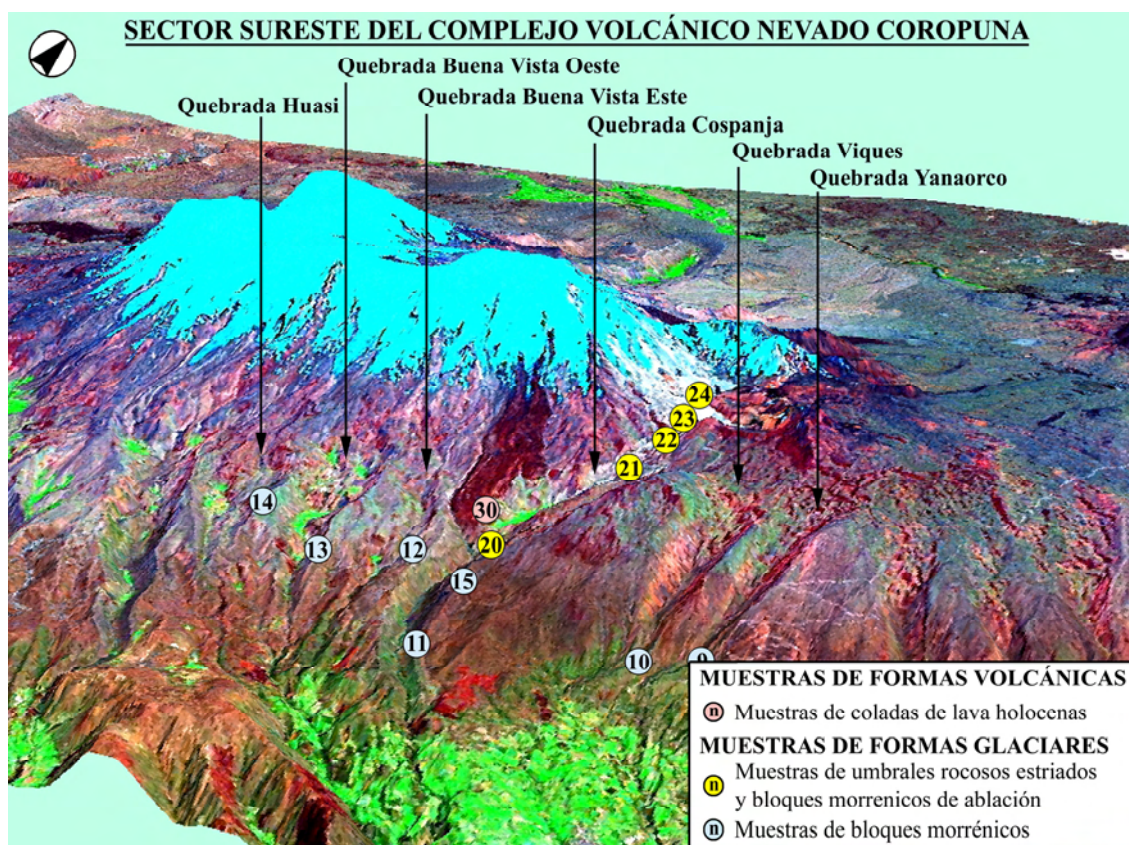 SECTOR SURESTE DEL COMPLEJO VOLCÁNICO NEVADO COROPUNA
Quebrada Buena Vista Oeste
Quebrada Huasi
Quebrada Buena Vista Este
Quebrada Cospanja
Quebrada Viques
Quebrada Yanaorco
24
23
22
21
14
30
13
12
20
15
11
10
9
MUESTRAS DE FORMAS VOLCÁNICAS
n Muestras de coladas de lava holocenas
MUESTRAS DE FORMAS GLACIARES
n Muestras de umbrales rocosos estriados
y bloques morrenicos de ablación
n Muestras de bloques morrénicos